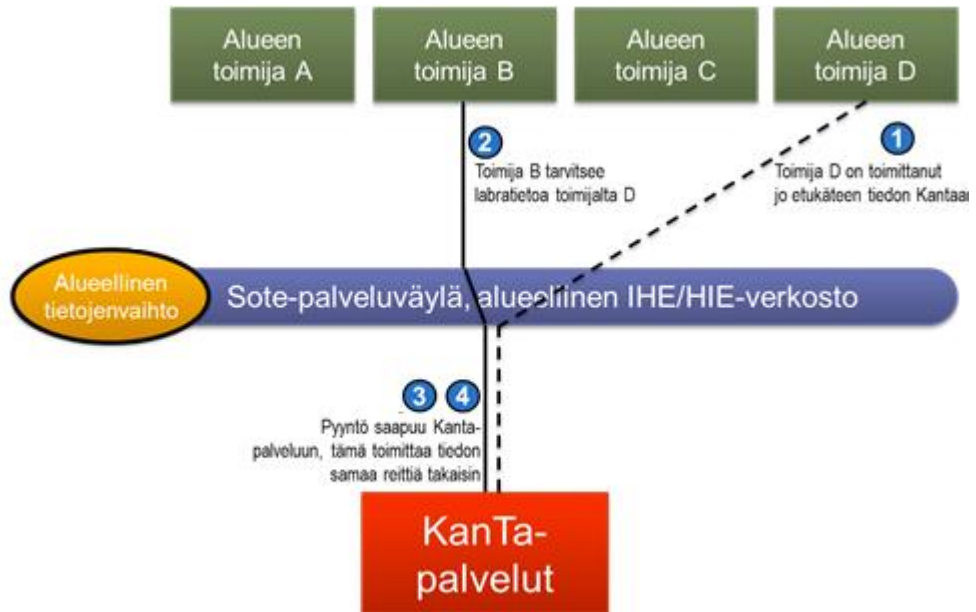 Alueen
toimija A
Alueen
toimija B
Alueen
toimija C
Alueen
toimija D
2
Toimija B tarvitsee
labratietoa toimijalta D
1
Toimija D on toimittanut
jo etukäteen tiedon Kantaan
Alueellinen
tietojenvaihto
Sote-palveluväylä, alueellinen IHE/HIE-verkosto
3 4
Pyyntö saapuu Kanta-
palveluun, tämä toimittaa tiedon
samaa reittiä takaisin
KanTa-
palvelut